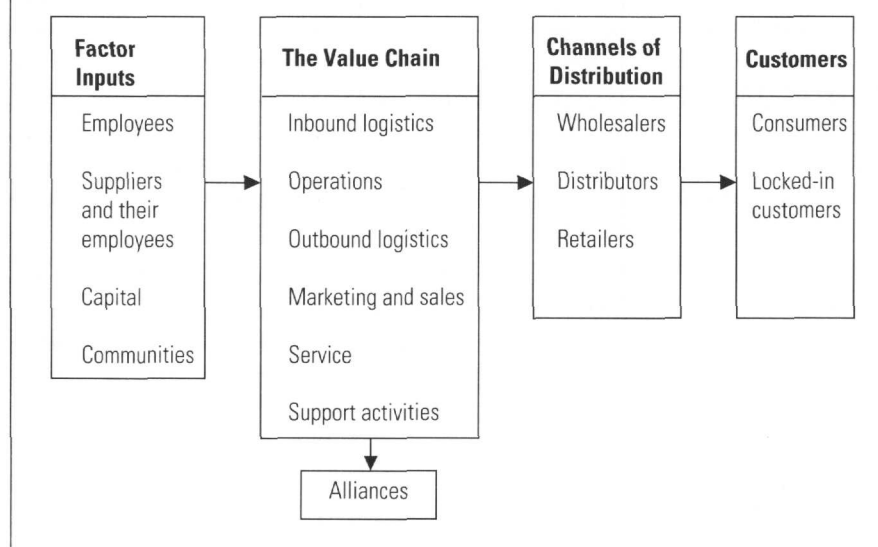 Factor
Inputs
Employees
Suppliers
and their
employees
Capital
Communities
The Value Chain
Inbound logistics
Operations
Outbound logistics
Marketing and sales
Service
Support activities
Alliances
Channels of
Distribution
Wholesalers
Distributors
Retailers
Customers
Consumers
Locked-in
customers